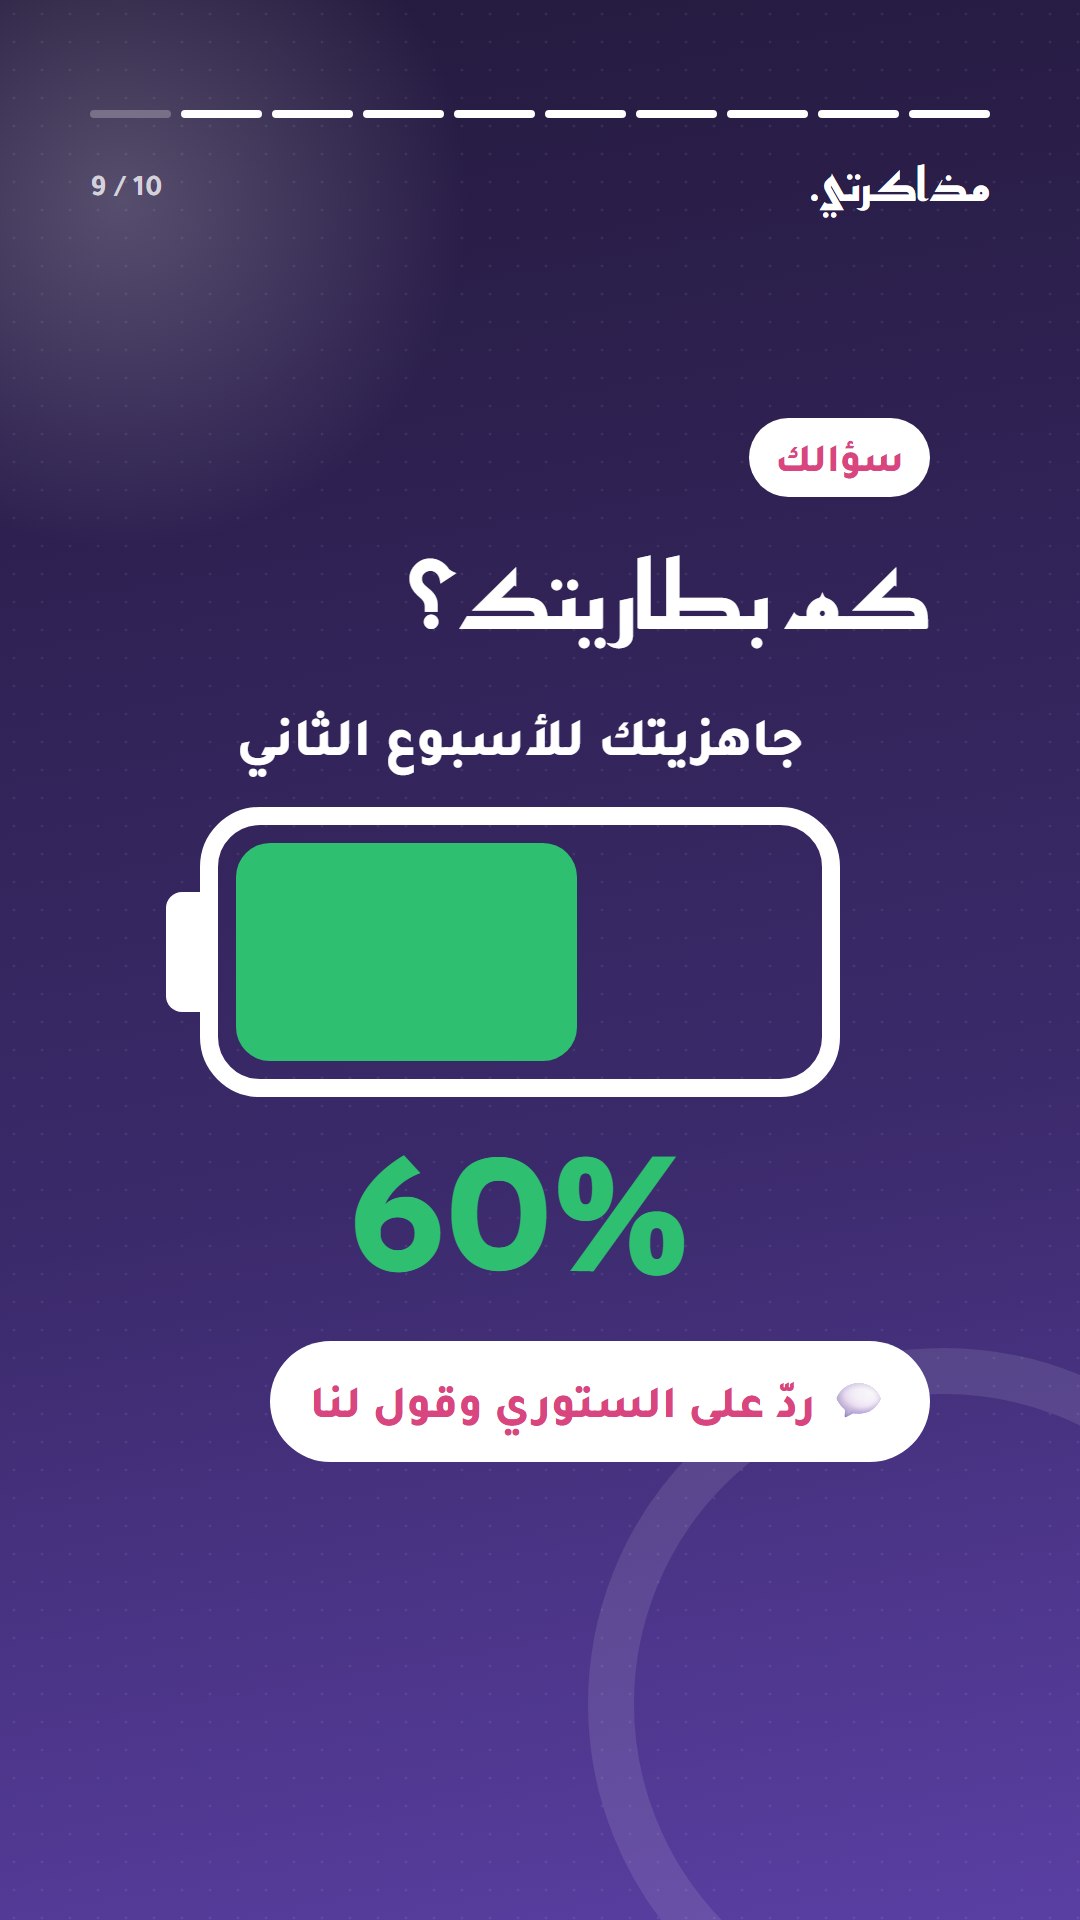 مذاكرتي.
9 / 10
سؤالك
كم بطاريتك؟
جاهزيتك للأسبوع الثاني
60%
ردّ على الستوري وقول لنا